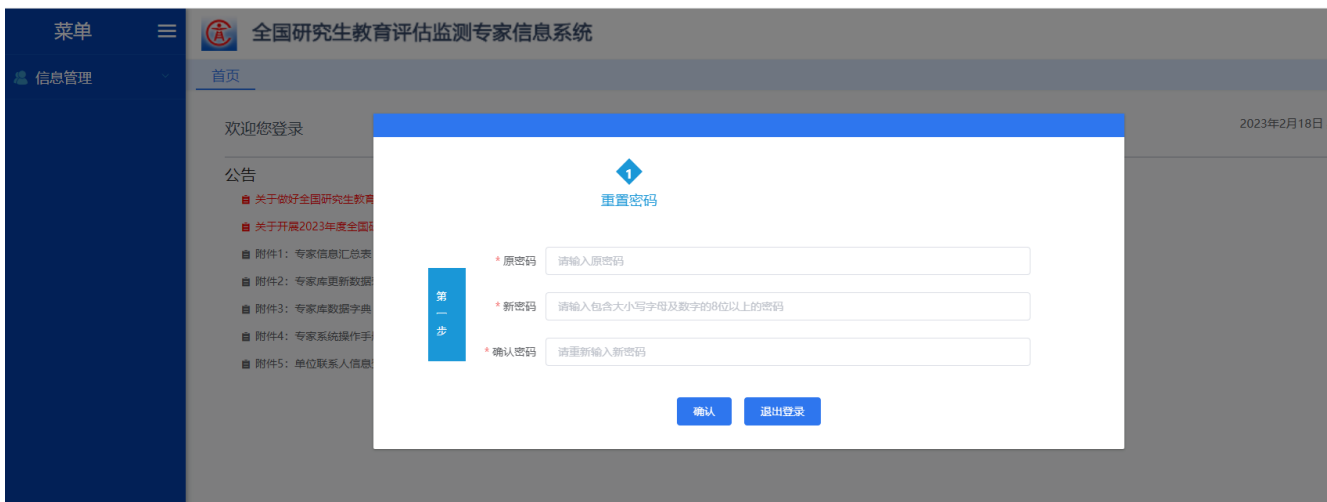 菜单
全国研究生教育评估监测专家信息系统
信息管理
首页
欢迎您登录
2023年2月18日
公告
关于做好全国研究生教育
关于开展2023年度全国研
附件1：专家信息汇总表
附件2：专家库更新数据
附件3：专家库数据字典
附件4：专家系统操作手
附件5：单位联系人信息
1
重置密码
第一步
* 原密码 请输入原密码
* 新密码 请输入包含大小写字母及数字的8位以上的密码
* 确认密码 请重新输入新密码
确认 退出登录